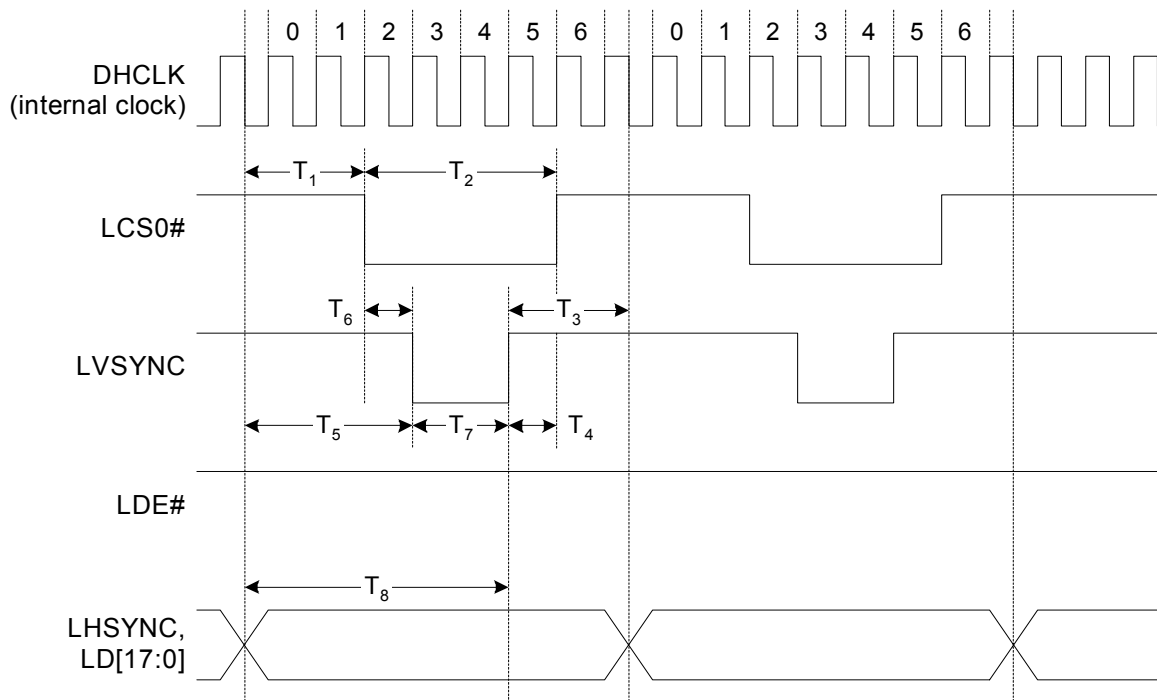 0 1 2 3 4 5 6 0 1 2 3 4 5 6
DHCLK
(internal clock)
T1 T2
LCS0#
T6 T3
LVSYNC
T5 T7 T4
LDE#
T8
LHSYNC,
LD[17:0]